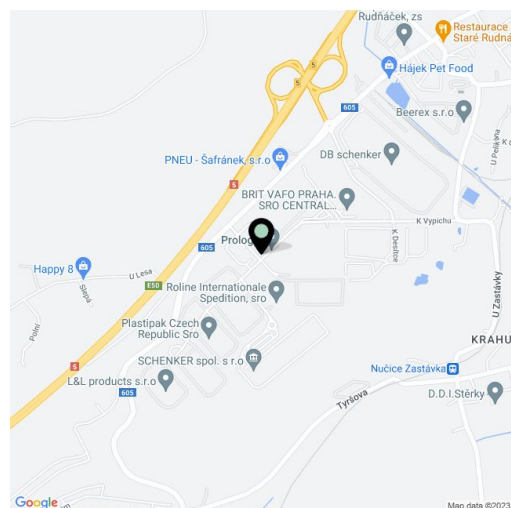 Rudňáček, zs
Restaurace
Staré Rudná
5
Hájek Pet Food
605
Beerex s.r.o
U Pelikána
K d
DB schenker
PNEU - Šafránek, s.r.o
5
BRIT VAFO PRAHA.
SRO CENTRAL...
K Vypichu
Prolog
605
K Desítce
Happy 8
U Lesa
E50
Slepá
Roline Internationale
Spedition, sro
U Zastávky
Polní
Plastipak Czech
Republic Sro
KRAHU
SCHENKER spol. s r.o
5
Nučice Zastávka
L&L products s.r.o
605
D.D.I.Stěrky
Tyršova
Google
Map data ©2023